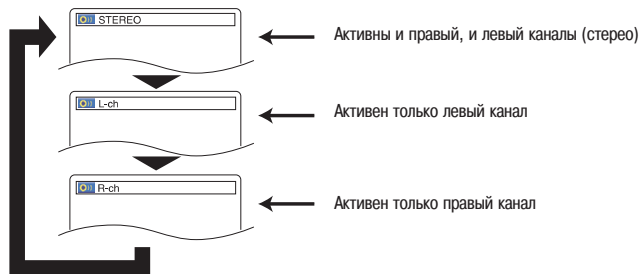 STEREO
Активны и правый, и левый каналы (стерео)
L-ch
Активен только левый канал
R-ch
Активен только правый канал